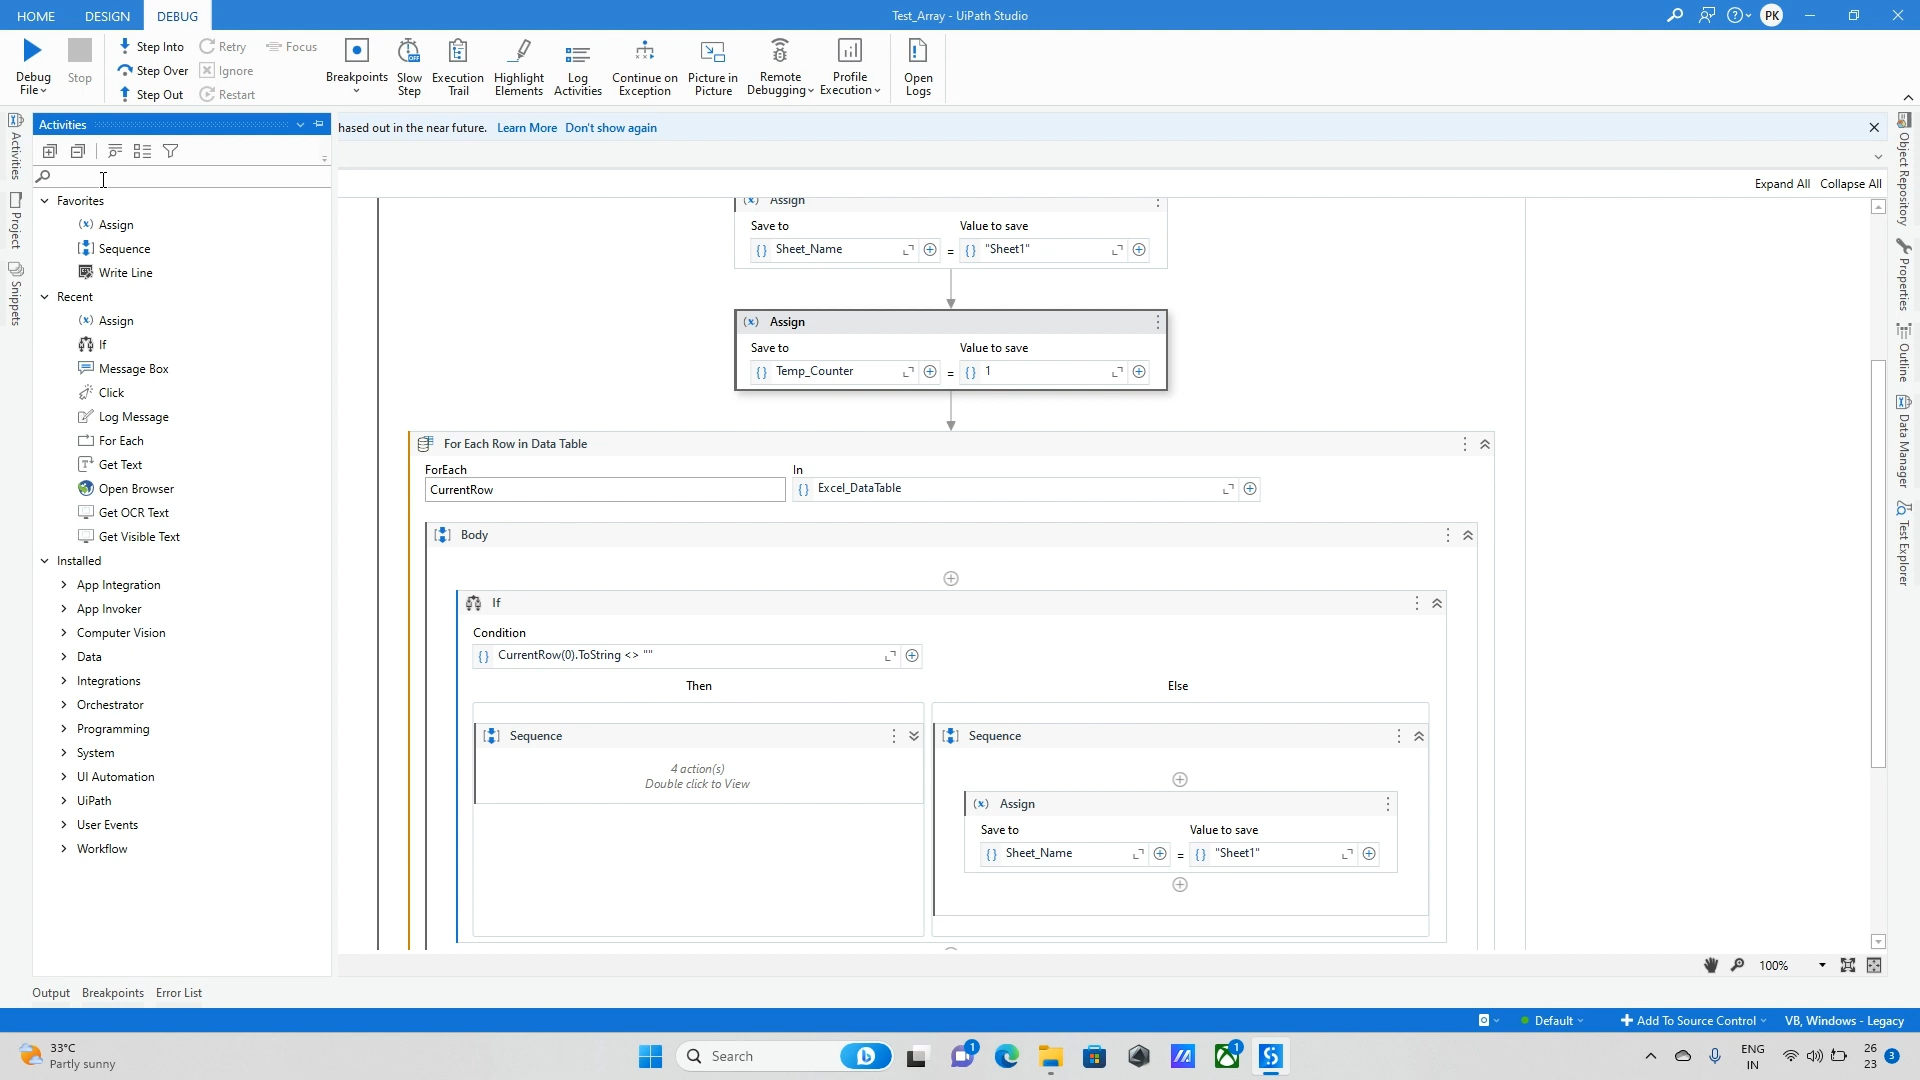 HOME DESIGN DEBUG Test_Array - UiPath Studio PK
Debug File Stop Step Into Retry Focus
Step Over Ignore
Step Out Restart
Breakpoints Slow Step Execution Trail Highlight Elements Log Activities Continue on Exception Picture in Picture Remote Debugging Profile Execution Open Logs
Activities
hased out in the near future. Learn More Don't show again
Expand All Collapse All
Activities
Project
Snippets
Favorites
Assign
Sequence
Write Line
Recent
Assign
If
Message Box
Click
Log Message
For Each
Get Text
Open Browser
Get OCR Text
Get Visible Text
Installed
App Integration
App Invoker
Computer Vision
Data
Integrations
Orchestrator
Programming
System
UI Automation
UiPath
User Events
Workflow
Assign
Save to Value to save
Sheet_Name = "Sheet1"
Assign
Save to Value to save
Temp_Counter = 1
For Each Row in Data Table
ForEach In
CurrentRow Excel_DataTable
Body
If
Condition
CurrentRow(0).ToString <> ""
Then Else
Sequence Sequence
4 action(s)
Double click to View
Assign
Save to Value to save
Sheet_Name = "Sheet1"
Object Repository
Properties
Outline
Data Manager
Test Explorer
100%
Output Breakpoints Error List
Default Add To Source Control VB, Windows - Legacy
33°C
Partly sunny
Search 1 1
ENG
IN
26
23
3